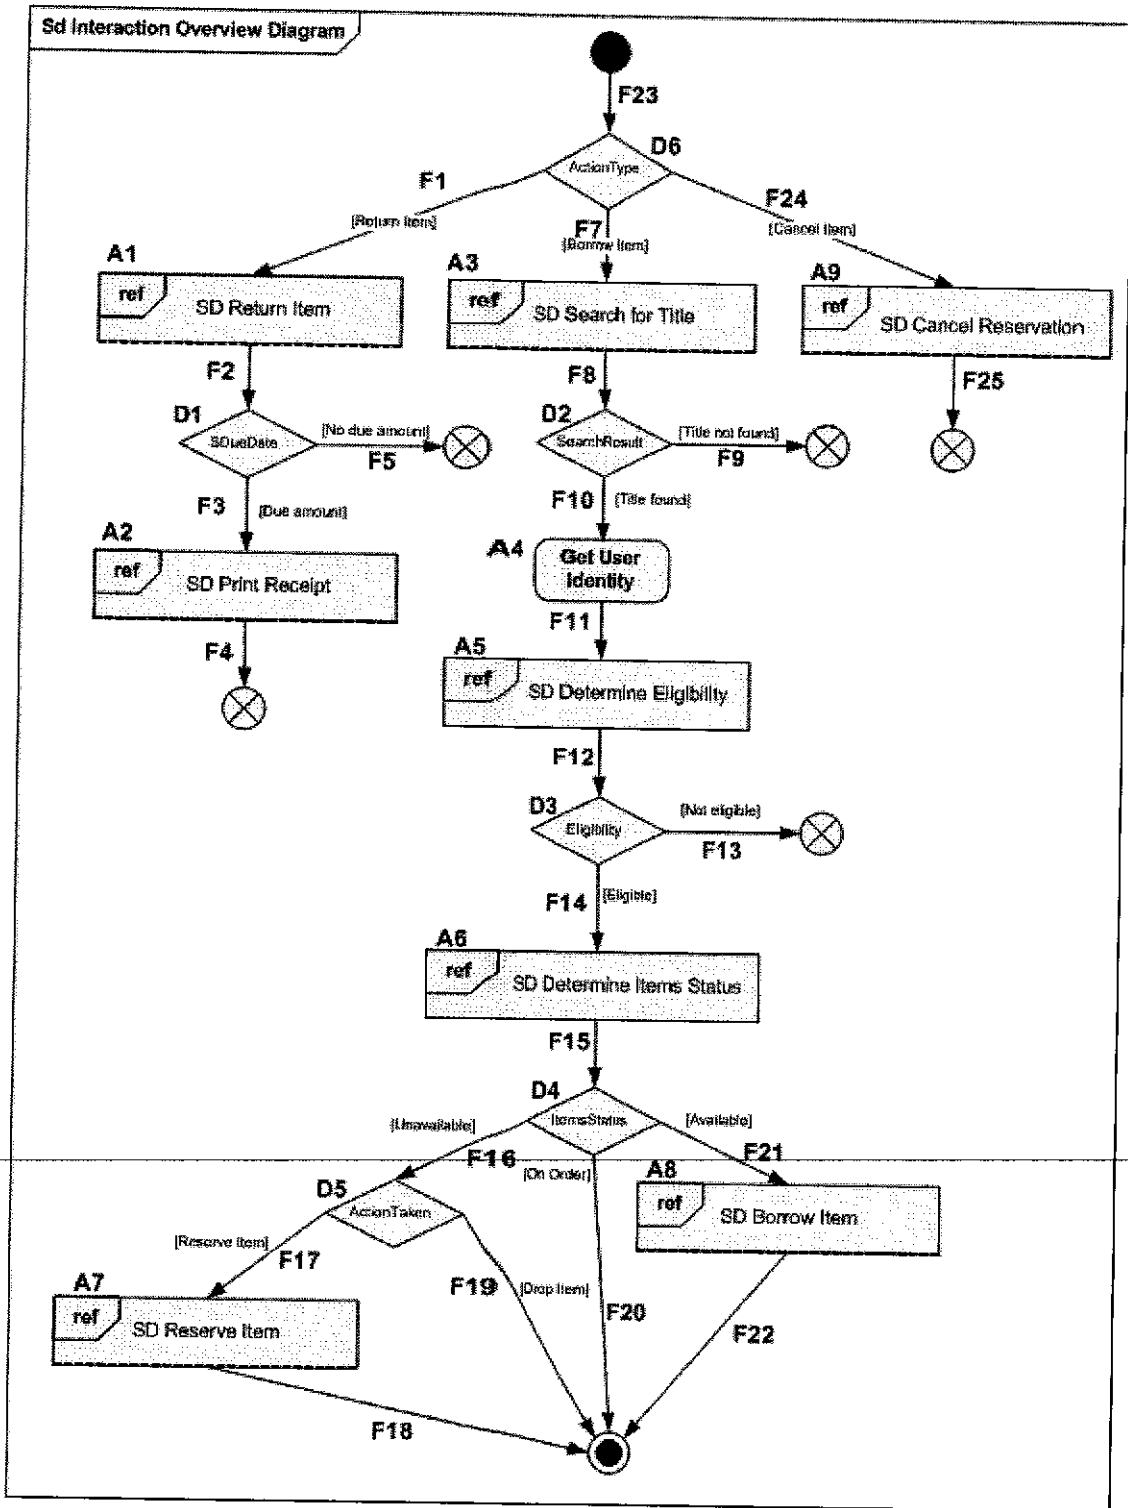 Sd Interaction Overview Diagram
F23
D6
ActionType
F1
F24
[Return Item]
F7
[Borrow Item]
[Cancel Item]
A1
A3
A9
ref
SD Return Item
ref
SD Search for Title
ref
SD Cancel Reservation
F2
F8
F25
D1
SDueDate
[No due amount]
F5
D2
SearchResult
[Title not found]
F9
F3
[Due amount]
F10
[Title found]
A2
ref
SD Print Receipt
A4
Get User
Identity
F4
F11
A5
ref
SD Determine Eligibility
F12
D3
Eligibility
[Not eligible]
F13
F14
[Eligible]
A6
ref
SD Determine Items Status
F15
D4
ItemsStatus
[Unavailable]
[Available]
F16
[On Order]
F21
D5
ActionTaken
A8
ref
SD Borrow Item
[Reserve Item]
F17
F19
[Drop Item]
F20
F22
A7
ref
SD Reserve Item
F18